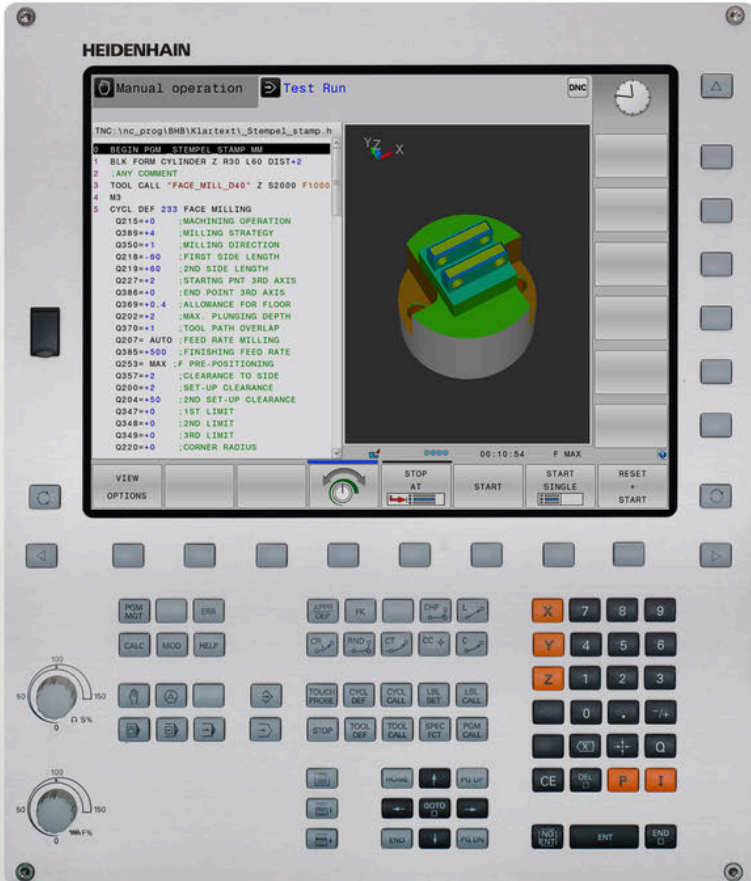 HEIDENHAIN
Manual operation
Test Run
DNC
TNC:\nc_prog\BHB\Klartext\_Stempel_stamp.h
0 BEGIN PGM _STEMPEL_STAMP MM
1 BLK FORM CYLINDER Z R30 L60 DIST+2
2 ;ANY COMMENT
3 TOOL CALL "FACE_MILL_D40" Z S2000 F1000
4 M3
5 CYCL DEF 233 FACE MILLING
Q215=+0 ;MACHINING OPERATION
Q389=+4 ;MILLING STRATEGY
Q350=+1 ;MILLING DIRECTION
Q218=-60 ;FIRST SIDE LENGTH
Q219=+60 ;2ND SIDE LENGTH
Q227=+2 ;STARTNG PNT 3RD AXIS
Q386=+0 ;END POINT 3RD AXIS
Q369=+0.4 ;ALLOWANCE FOR FLOOR
Q202=+2 ;MAX. PLUNGING DEPTH
Q370=+1 ;TOOL PATH OVERLAP
Q207= AUTO ;FEED RATE MILLING
Q385=+500 ;FINISHING FEED RATE
Q253= MAX ;F PRE-POSITIONING
Q357=+2 ;CLEARANCE TO SIDE
Q200=+2 ;SET-UP CLEARANCE
Q204=+50 ;2ND SET-UP CLEARANCE
Q347=+0 ;1ST LIMIT
Q348=+0 ;2ND LIMIT
Q349=+0 ;3RD LIMIT
Q220=+0 ;CORNER RADIUS
Y Z X
00:10:54 F MAX
VIEW OPTIONS
STOP AT
START
START SINGLE
RESET + START
PGM MGT
ERR
APPR DEP
FK
CHF
L
X
7
8
9
CALC
MOD
HELP
CR
RND
CT
CC
C
Y
4
5
6
TOUCH PROBE
CYCL DEF
CYCL CALL
LBL SET
LBL CALL
Z
1
2
3
STOP
TOOL DEF
TOOL CALL
SPEC FCT
PGM CALL
0
.
-/+
X
Q
100
50
150
0
S%
HOME
PG UP
CE
DEL
P
I
GOTO
100
50
150
0
F%
END
PG DN
NO ENT
ENT
END